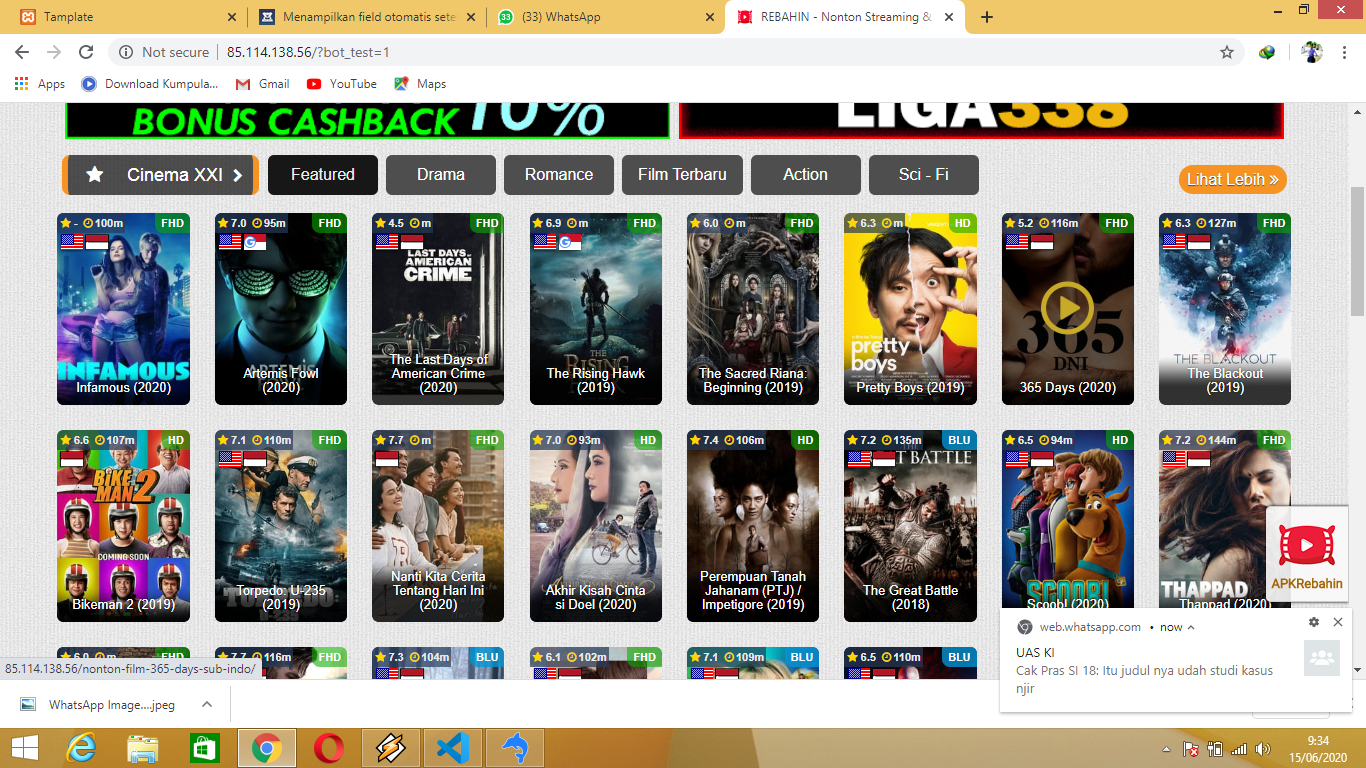 Tamplate
Menampilkan field otomatis sete
(33) WhatsApp
REBAHIN - Nonton Streaming &
Not secure
85.114.138.56/?bot_test=1
Apps
Download Kumpula...
Gmail
YouTube
Maps
BONUS CASHBACK 10%
LIGA338
Cinema XXI
Featured
Drama
Romance
Film Terbaru
Action
Sci - Fi
Lihat Lebih »
- 100m FHD
INFAMOUS
Infamous (2020)
7.0 95m FHD
Artemis Fowl
(2020)
4.5 m FHD
LAST DAYS OF
AMERICAN
CRIME
The Last Days of
American Crime
(2020)
6.9 m FHD
THE
RISING
The Rising Hawk
(2019)
6.0 m FHD
The Sacred Riana:
Beginning (2019)
6.3 m HD
pretty
boys
Pretty Boys (2019)
5.2 116m FHD
365
DNI
365 Days (2020)
6.3 127m FHD
THE BLACKOUT
The Blackout
(2019)
6.6 107m HD
BIKE
MAN 2
COMING SOON
Bikeman 2 (2019)
7.1 110m FHD
Torpedo: U-235
(2019)
7.7 m FHD
Nanti Kita Cerita
Tentang Hari Ini
(2020)
7.0 93m HD
Akhir Kisah Cinta
si Doel (2020)
7.4 106m HD
Perempuan Tanah
Jahanam (PTJ) /
Impetigore (2019)
7.2 135m BLU
BATTLE
The Great Battle
(2018)
6.5 94m HD
SCOOB!
Scoob! (2020)
7.2 144m FHD
THAPPAD
Thappad (2020)
APKRebahin
6.0 m FHD
7.7 116m FHD
7.3 104m BLU
6.1 102m FHD
7.1 109m BLU
6.5 110m BLU
85.114.138.56/nonton-film-365-days-sub-indo/
web.whatsapp.com • now
UAS KI
Cak Pras SI 18: Itu judul nya udah studi kasus
njir
WhatsApp Image....jpeg
9:34
15/06/2020